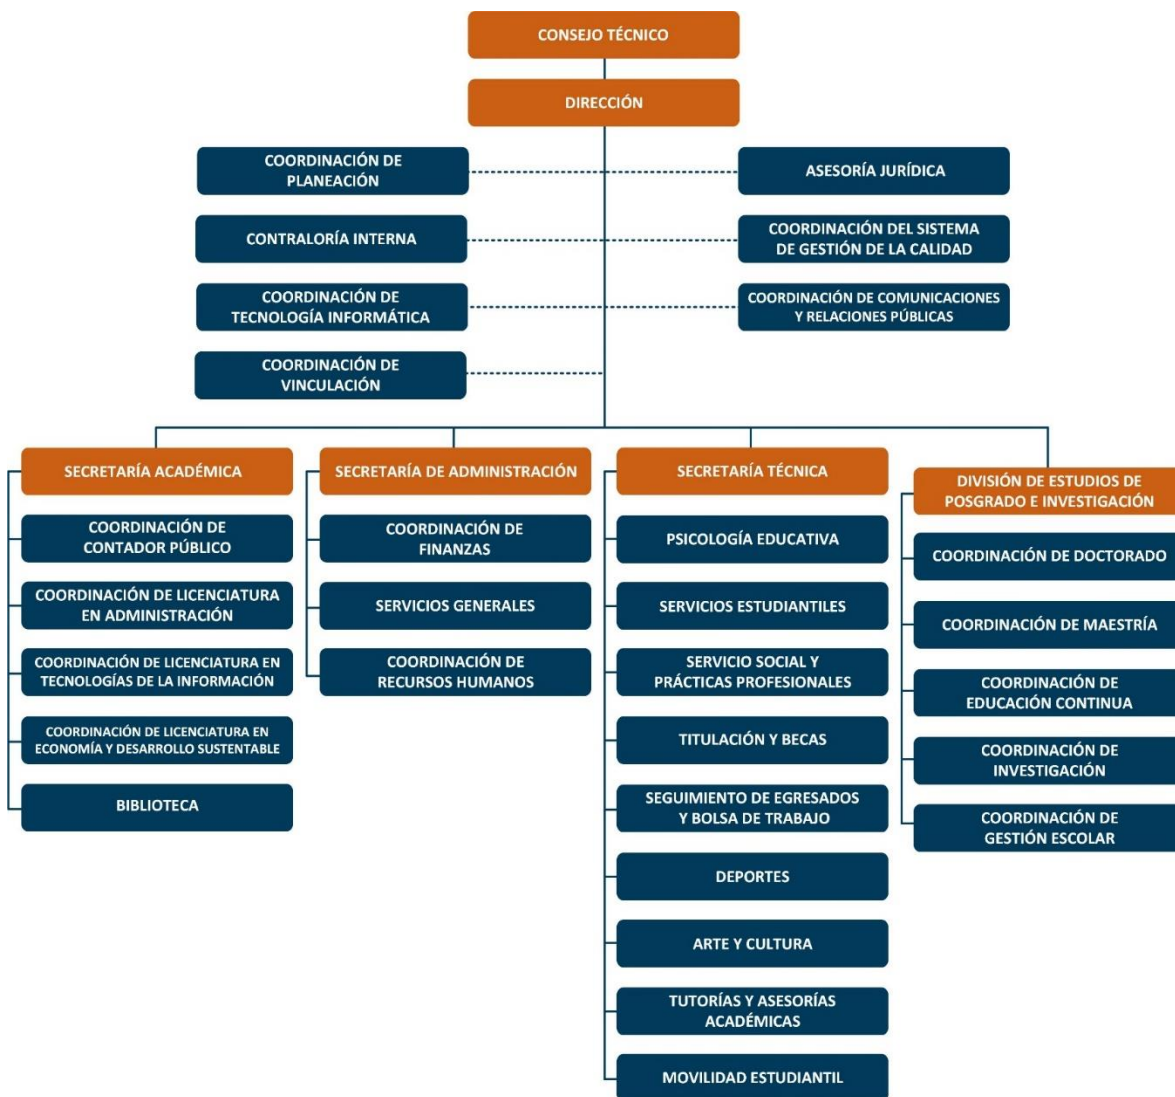 CONSEJO TÉCNICO
DIRECCIÓN
COORDINACIÓN DE
PLANEACIÓN
ASESORÍA JURÍDICA
CONTRALORÍA INTERNA
COORDINACIÓN DEL SISTEMA
DE GESTIÓN DE LA CALIDAD
COORDINACIÓN DE
TECNOLOGÍA INFORMÁTICA
COORDINACIÓN DE COMUNICACIONES
Y RELACIONES PÚBLICAS
COORDINACIÓN DE
VINCULACIÓN
SECRETARÍA ACADÉMICA
COORDINACIÓN DE
CONTADOR PÚBLICO
COORDINACIÓN DE LICENCIATURA
EN ADMINISTRACIÓN
COORDINACIÓN DE LICENCIATURA EN
TECNOLOGÍAS DE LA INFORMACIÓN
COORDINACIÓN DE LICENCIATURA EN
ECONOMÍA Y DESARROLLO SUSTENTABLE
BIBLIOTECA
SECRETARÍA DE ADMINISTRACIÓN
COORDINACIÓN DE
FINANZAS
SERVICIOS GENERALES
COORDINACIÓN DE
RECURSOS HUMANOS
SECRETARÍA TÉCNICA
PSICOLOGÍA EDUCATIVA
SERVICIOS ESTUDIANTILES
SERVICIO SOCIAL Y
PRÁCTICAS PROFESIONALES
TITULACIÓN Y BECAS
SEGUIMIENTO DE EGRESADOS
Y BOLSA DE TRABAJO
DEPORTES
ARTE Y CULTURA
TUTORÍAS Y ASESORÍAS
ACADÉMICAS
MOVILIDAD ESTUDIANTIL
DIVISIÓN DE ESTUDIOS DE
POSGRADO E INVESTIGACIÓN
COORDINACIÓN DE DOCTORADO
COORDINACIÓN DE MAESTRÍA
COORDINACIÓN DE
EDUCACIÓN CONTINUA
COORDINACIÓN DE
INVESTIGACIÓN
COORDINACIÓN DE
GESTIÓN ESCOLAR